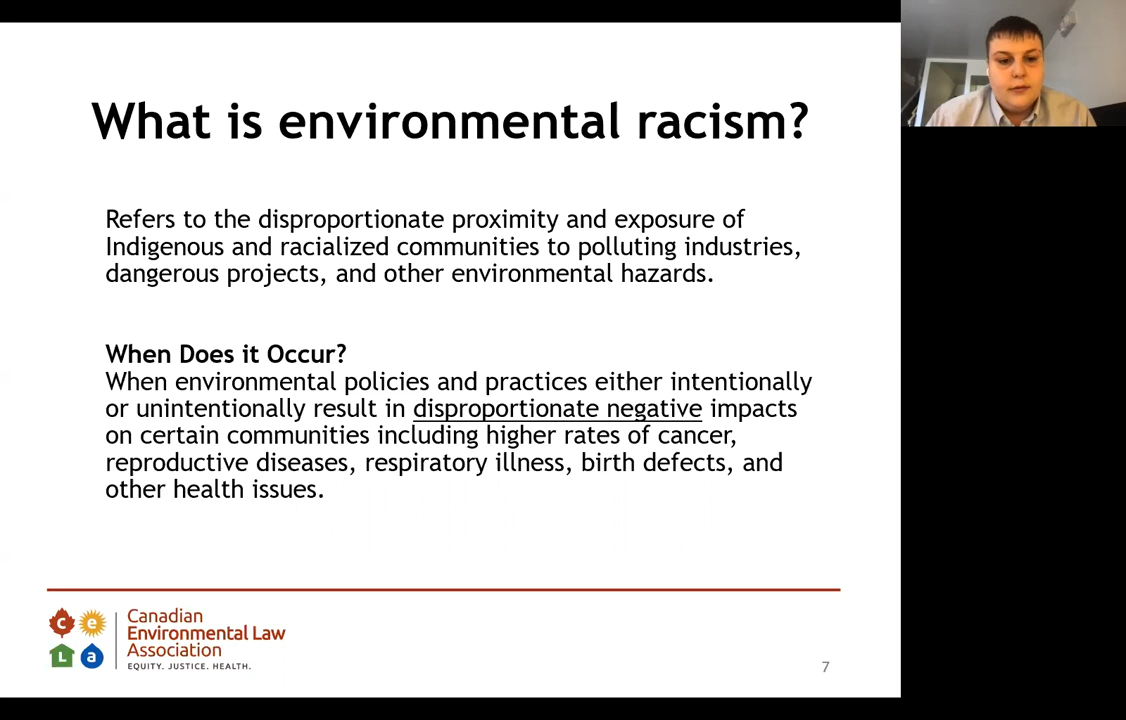 What is environmental racism?
Refers to the disproportionate proximity and exposure of
Indigenous and racialized communities to polluting industries,
dangerous projects, and other environmental hazards.
When Does it Occur?
When environmental policies and practices either intentionally
or unintentionally result in disproportionate negative impacts
on certain communities including higher rates of cancer,
reproductive diseases, respiratory illness, birth defects, and
other health issues.
c e
L a
Canadian
Environmental Law
Association
EQUITY. JUSTICE. HEALTH.
7